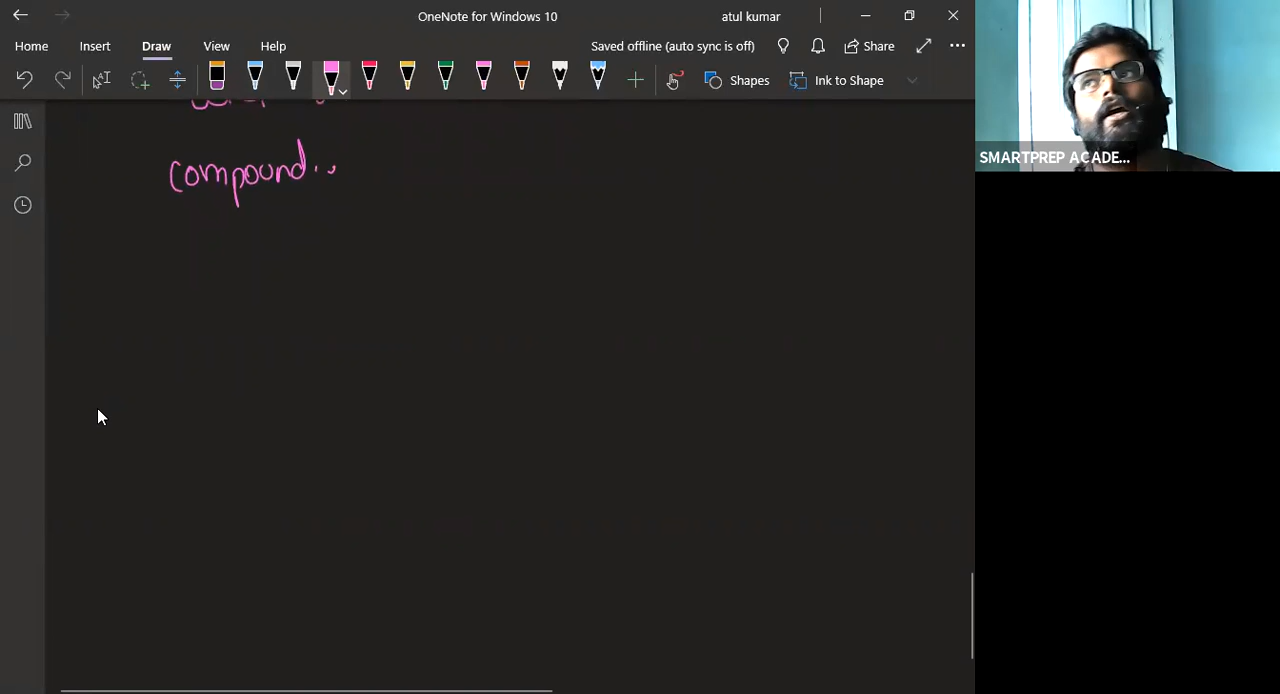 OneNote for Windows 10
atul kumar
Home Insert Draw View Help
Saved offline (auto sync is off)
Share
Shapes
Ink to Shape
compound..
SMARTPREP ACADE...